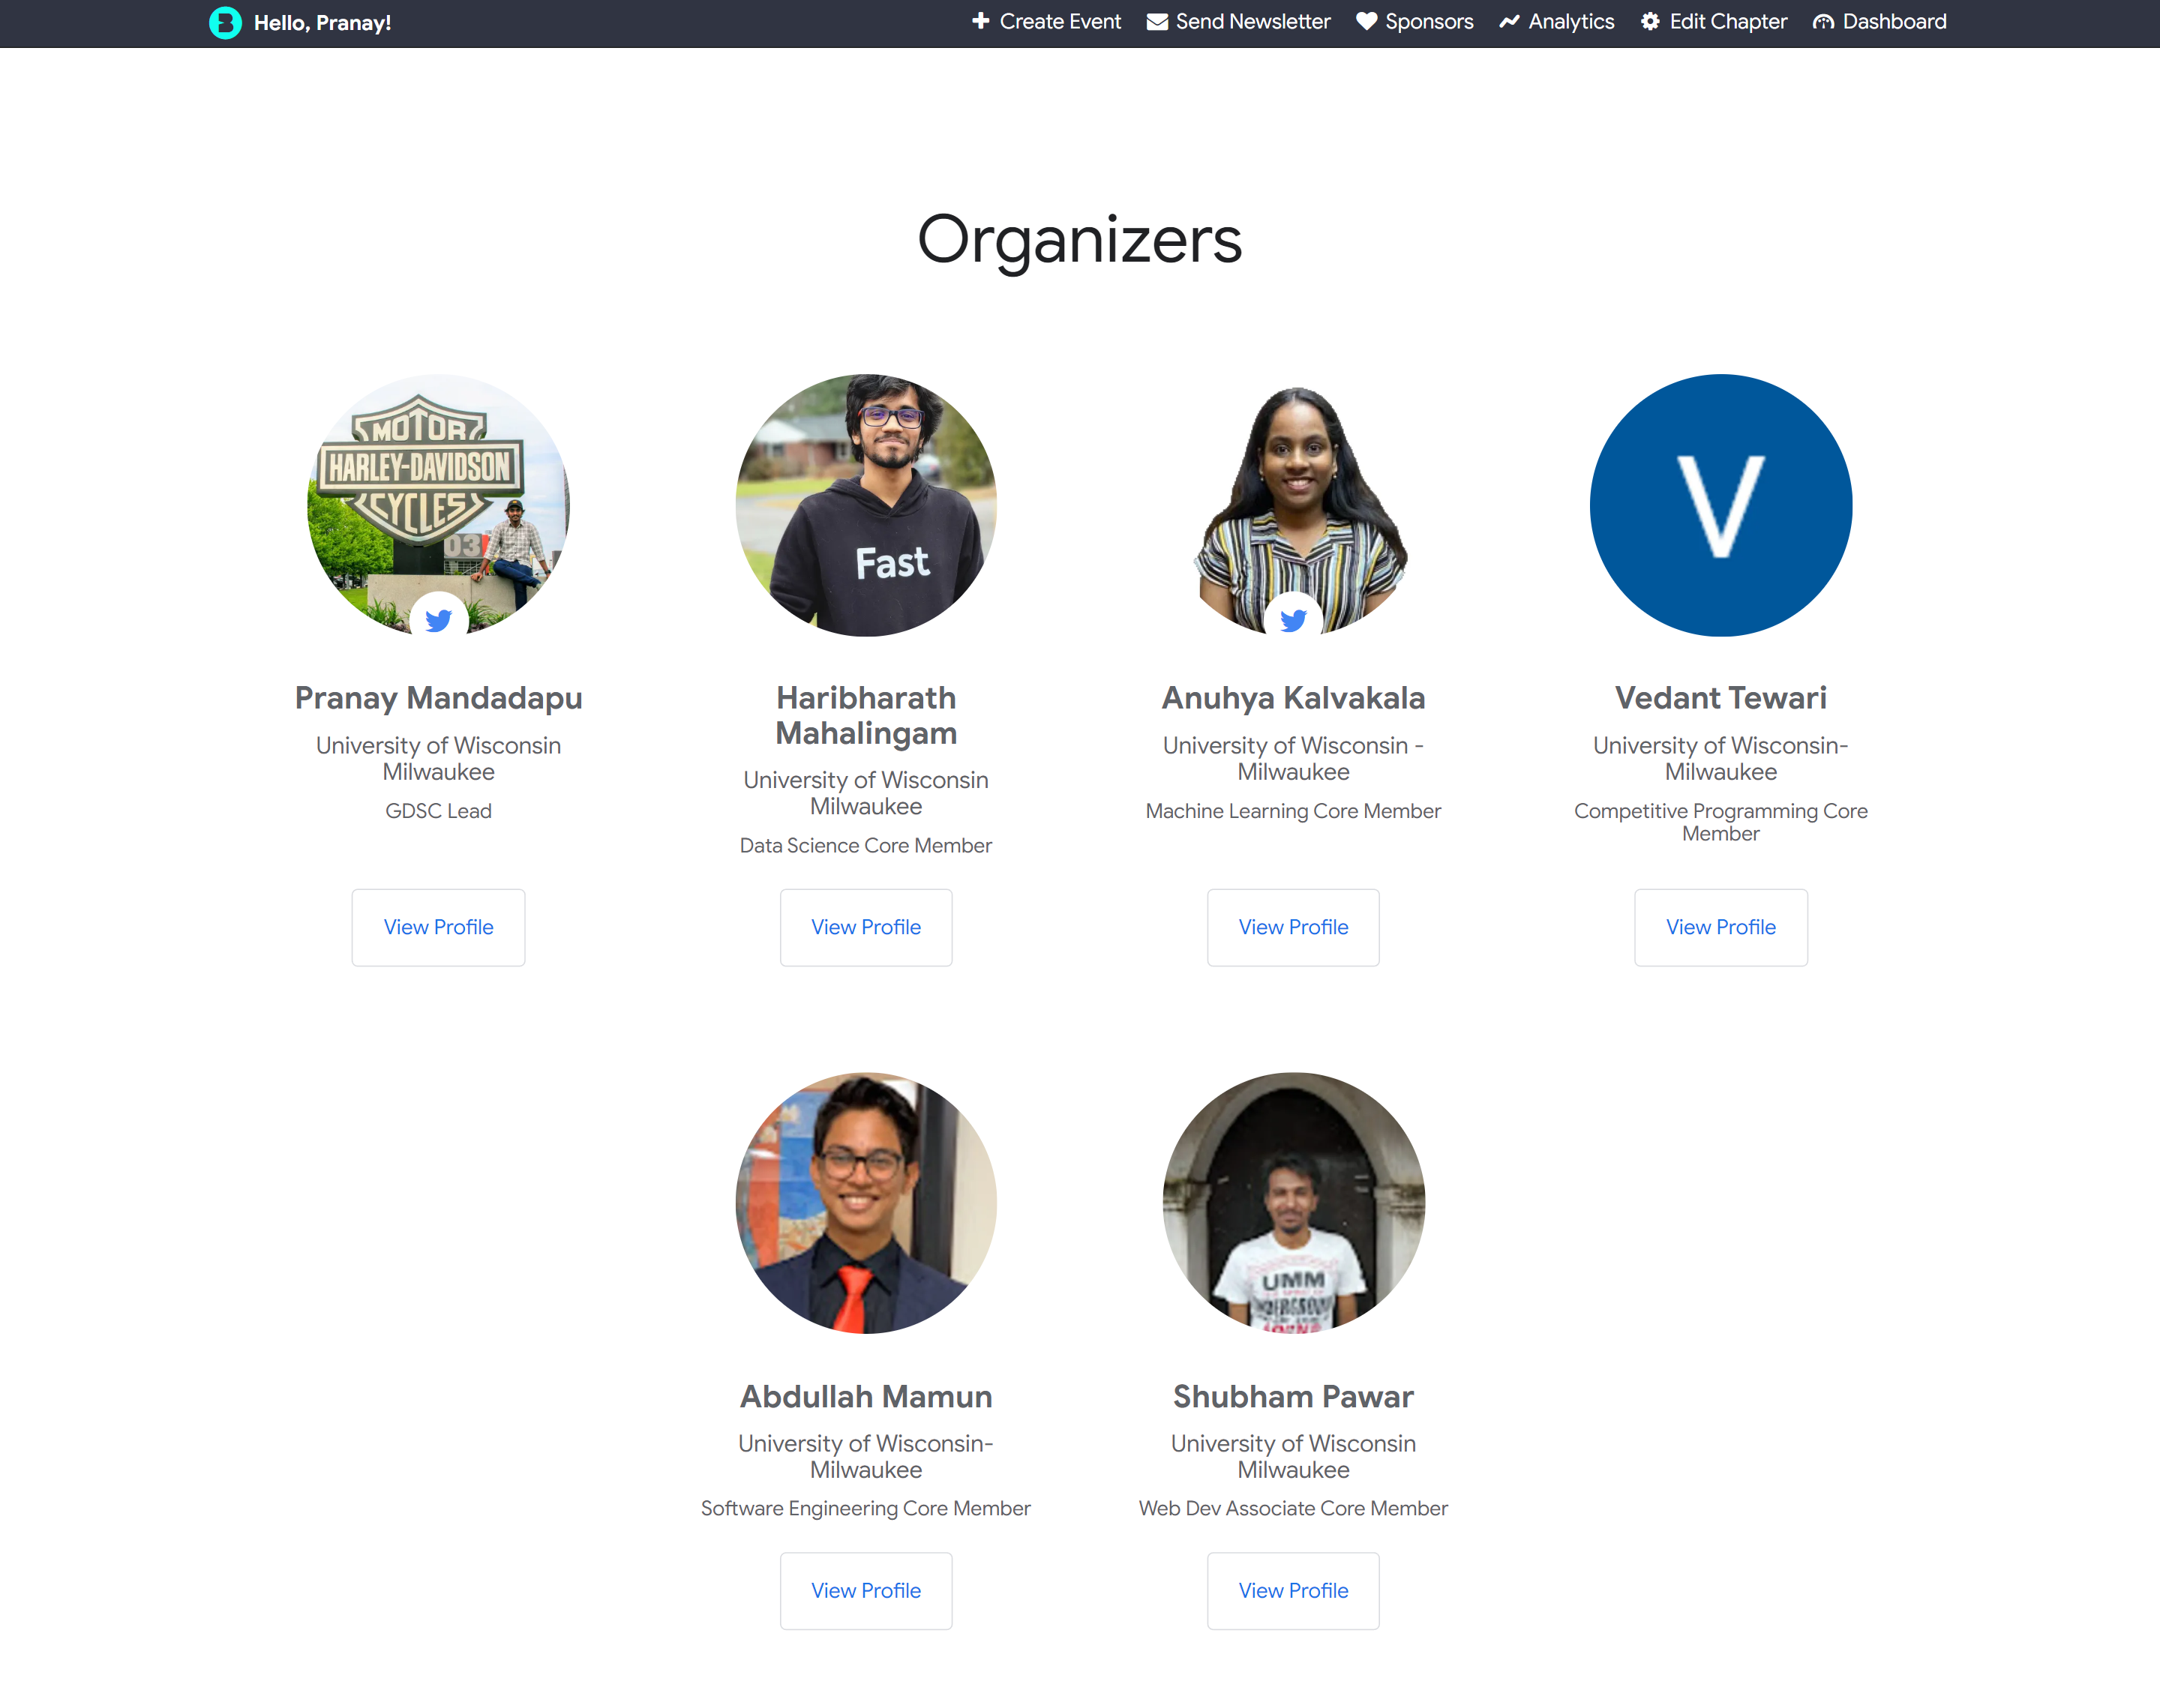 Hello, Pranay!
Create Event
Send Newsletter
Sponsors
Analytics
Edit Chapter
Dashboard
Organizers
MOTOR
HARLEY-DAVIDSON
CYCLES
03
Fast
V
Pranay Mandadapu
University of Wisconsin
Milwaukee
GDSC Lead
View Profile
Haribharath
Mahalingam
University of Wisconsin
Milwaukee
Data Science Core Member
View Profile
Anuhya Kalvakala
University of Wisconsin -
Milwaukee
Machine Learning Core Member
View Profile
Vedant Tewari
University of Wisconsin-
Milwaukee
Competitive Programming Core
Member
View Profile
Abdullah Mamun
University of Wisconsin-
Milwaukee
Software Engineering Core Member
View Profile
UMM
Shubham Pawar
University of Wisconsin
Milwaukee
Web Dev Associate Core Member
View Profile